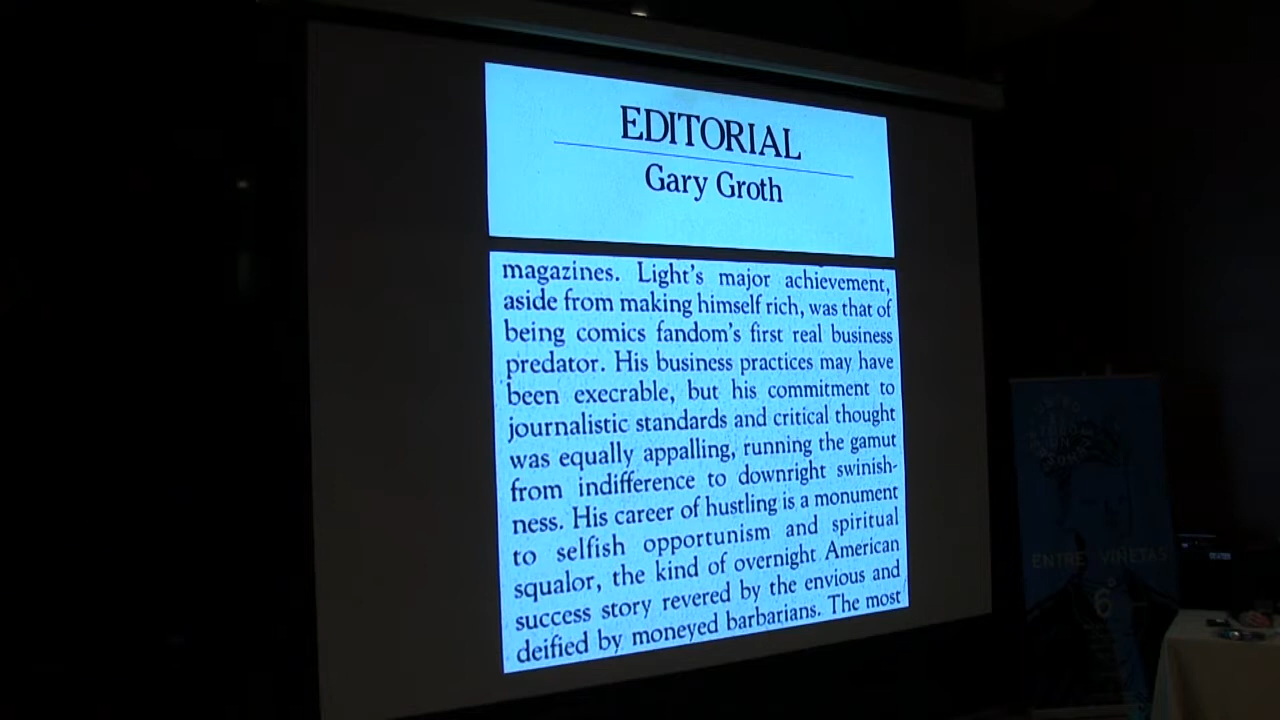 EDITORIAL
Gary Groth
magazines. Light's major achievement,
aside from making himself rich, was that of
being comics fandom's first real business
predator. His business practices may have
been execrable, but his commitment to
journalistic standards and critical thought
was equally appalling, running the gamut
from indifference to downright swinish-
ness. His career of hustling is a monument
to selfish opportunism and spiritual
squalor, the kind of overnight American
success story revered by the envious and
deified by moneyed barbarians. The most
ENTRE VIÑETAS
6